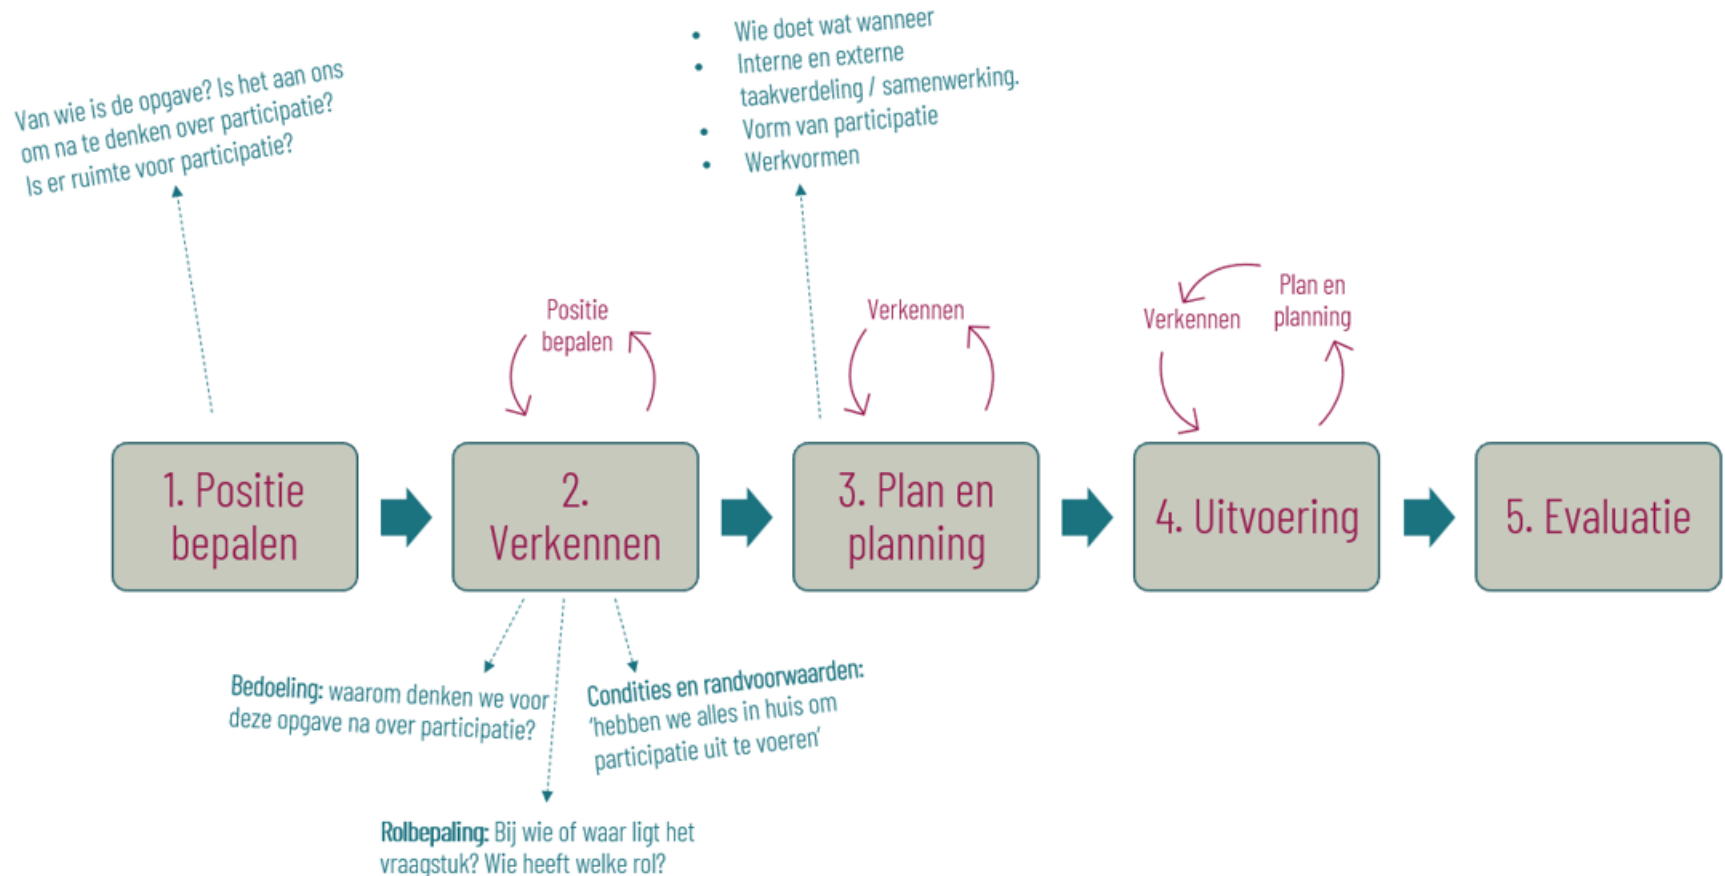 Van wie is de opgave? Is het aan ons
om na te denken over participatie?
Is er ruimte voor participatie?
• Wie doet wat wanneer
• Interne en externe
taakverdeling / samenwerking.
• Vorm van participatie
• Werkvormen
Positie
bepalen
Verkennen
Verkennen
Plan en
planning
1. Positie
bepalen
2.
Verkennen
3. Plan en
planning
4. Uitvoering
5. Evaluatie
Bedoeling: waarom denken we voor
deze opgave na over participatie?
Condities en randvoorwaarden:
'hebben we alles in huis om
participatie uit te voeren'
Rolbepaling: Bij wie of waar ligt het
vraagstuk? Wie heeft welke rol?